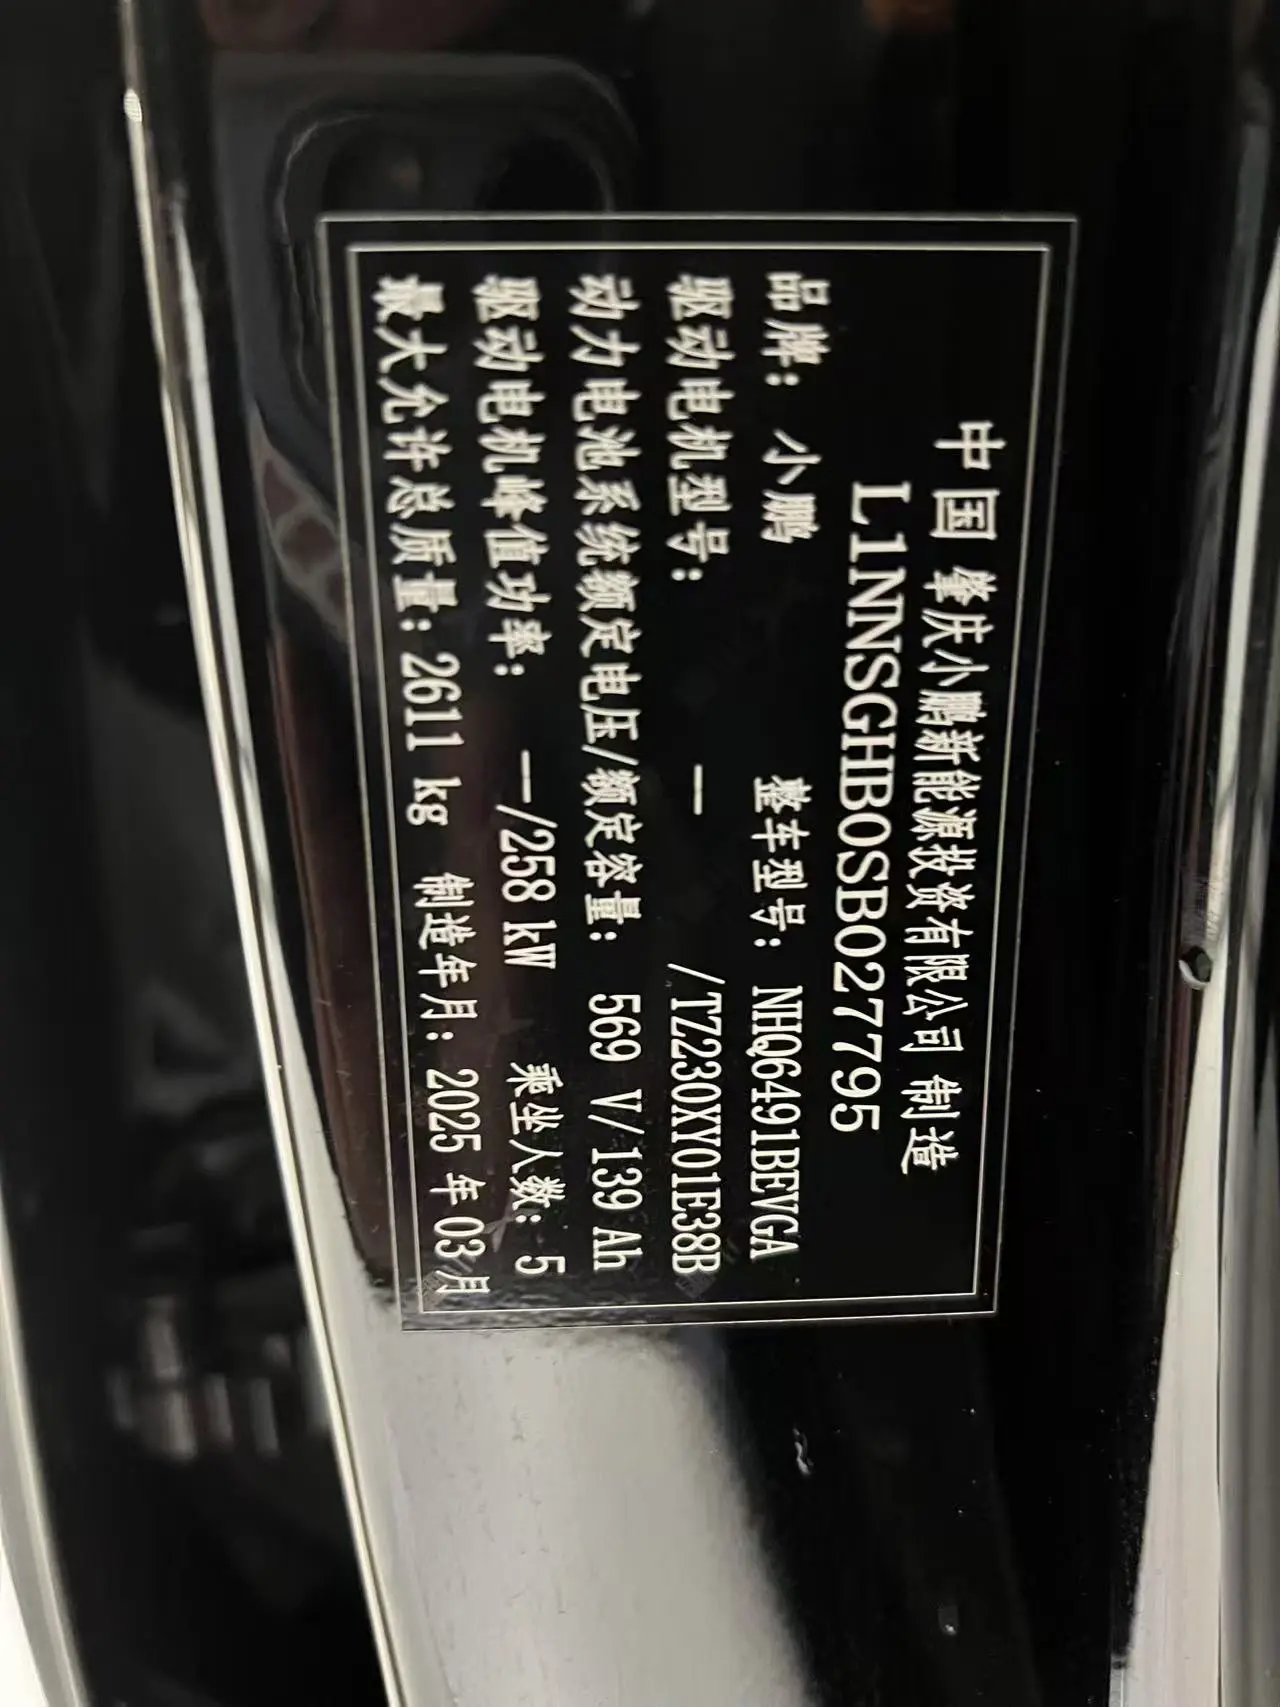 中国 肇庆小鹏新能源投资有限公司 制造
L1NNSGHB0SB027795
品牌：小鹏 整车型号：NHQ6491BEVGA
驱动电机型号： — /TZ230XY01E38B
动力电池系统额定电压/额定容量：569 V/139 Ah
驱动电机峰值功率： —/258 kW 乘坐人数：5
最大允许总质量：2611 kg 制造年月：2025 年 03月